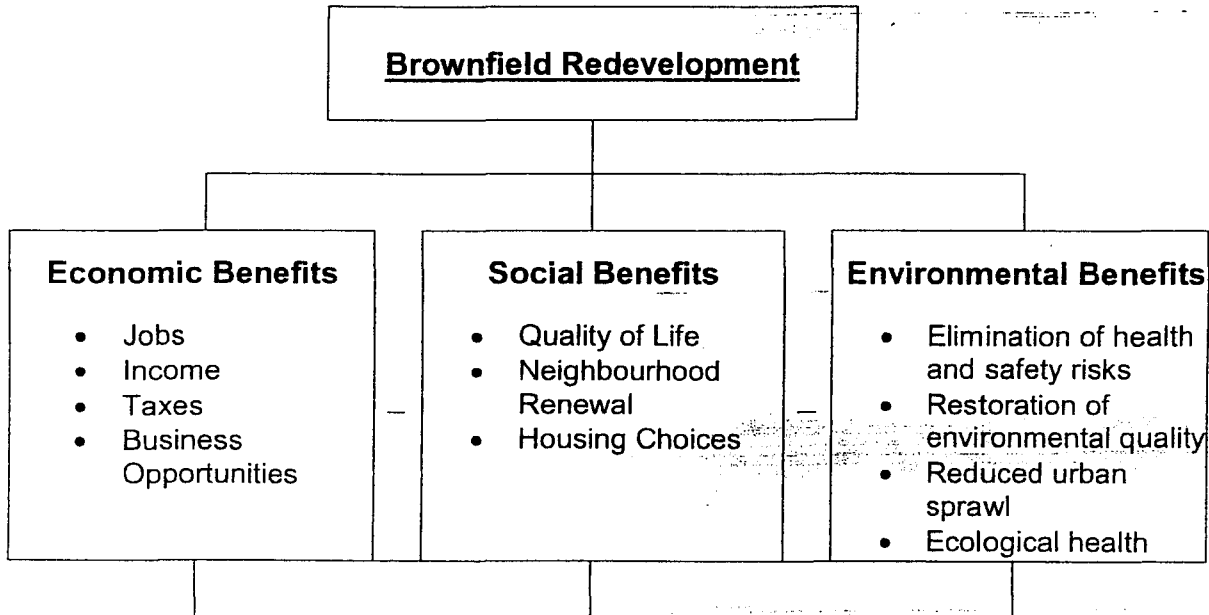 Brownfield Redevelopment
Economic Benefits
• Jobs
• Income
• Taxes
• Business
Opportunities
Social Benefits
• Quality of Life
• Neighbourhood
Renewal
• Housing Choices
Environmental Benefits
• Elimination of health
and safety risks
• Restoration of
environmental quality
• Reduced urban
sprawl
• Ecological health